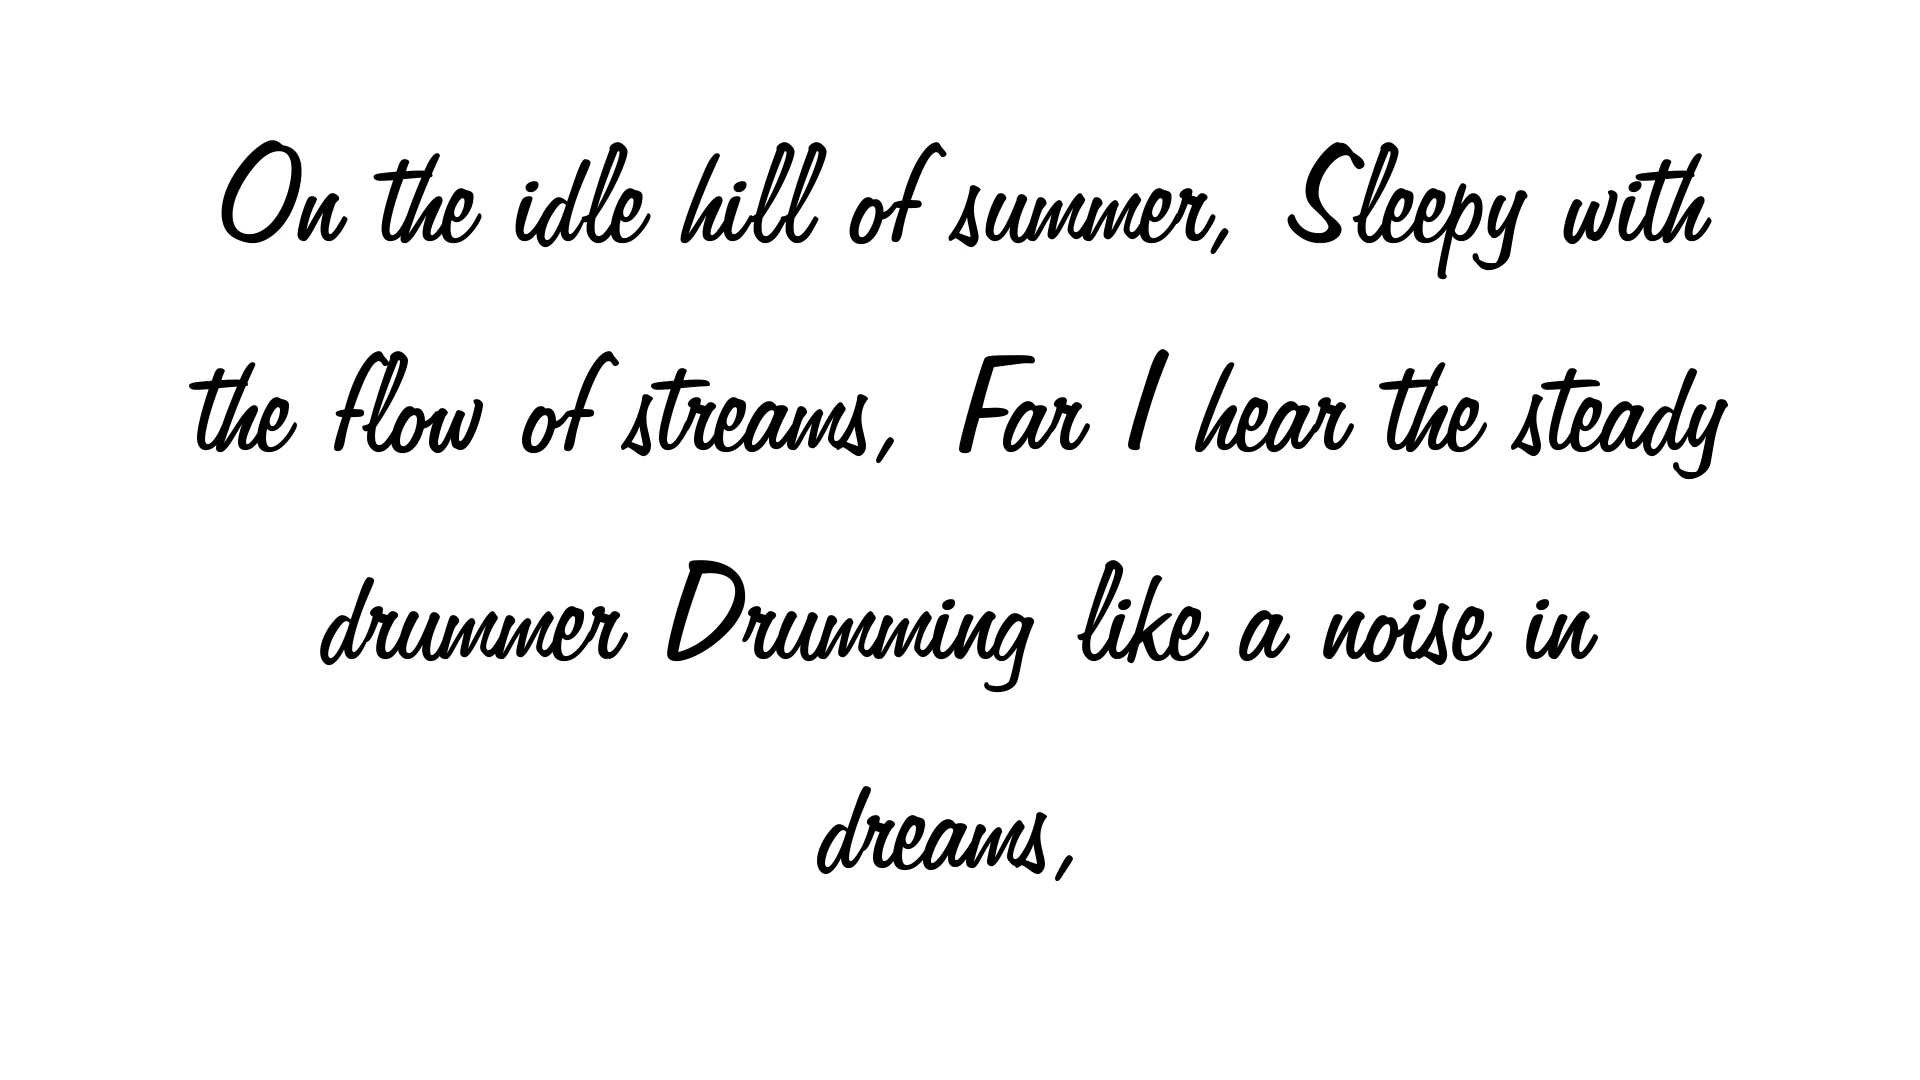 On the idle hill of summer, Sleepy with
the flow of streams, Far I hear the steady
drummer Drumming like a noise in
dreams,